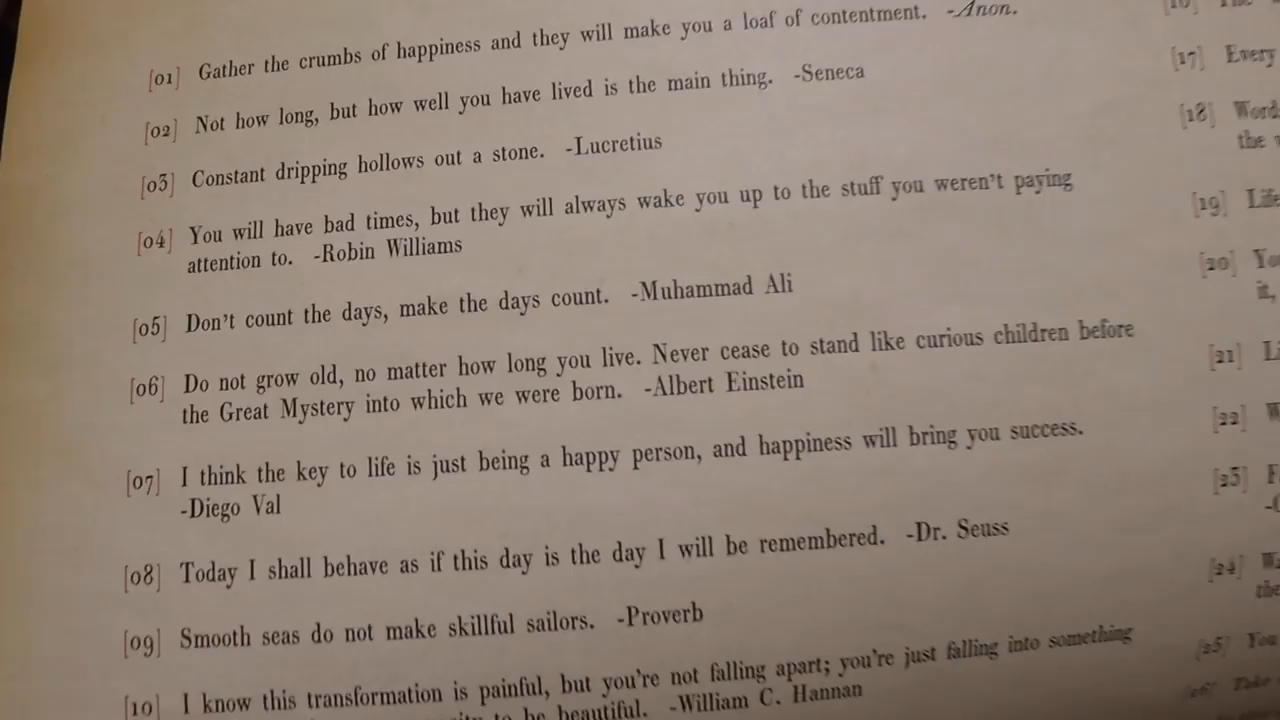 [01] Gather the crumbs of happiness and they will make you a loaf of contentment. -Anon.
[02] Not how long, but how well you have lived is the main thing. -Seneca
[03] Constant dripping hollows out a stone. -Lucretius
[04] You will have bad times, but they will always wake you up to the stuff you weren't paying
attention to. -Robin Williams
[05] Don't count the days, make the days count. -Muhammad Ali
[06] Do not grow old, no matter how long you live. Never cease to stand like curious children before
the Great Mystery into which we were born. -Albert Einstein
[07] I think the key to life is just being a happy person, and happiness will bring you success.
-Diego Val
[08] Today I shall behave as if this day is the day I will be remembered. -Dr. Seuss
[09] Smooth seas do not make skillful sailors. -Proverb
[10] I know this transformation is painful, but you're not falling apart; you're just falling into something
to be beautiful. -William C. Hannan
[17] Every
[18] Word
the
[19] Life
[20]
it,
[21]
[22]
[23]
[24]
the
[25] You
[26] Take